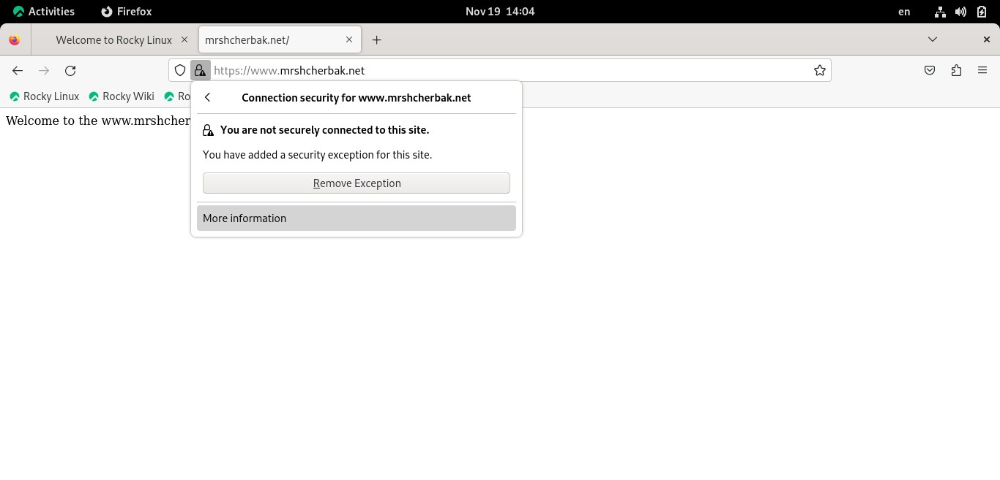 Activities Firefox Nov 19 14:04 en
Welcome to Rocky Linux mrshcherbak.net/
https://www.mrshcherbak.net
Rocky Linux Rocky Wiki Ro
Connection security for www.mrshcherbak.net
Welcome to the www.mrshcher
You are not securely connected to this site.
You have added a security exception for this site.
Remove Exception
More information